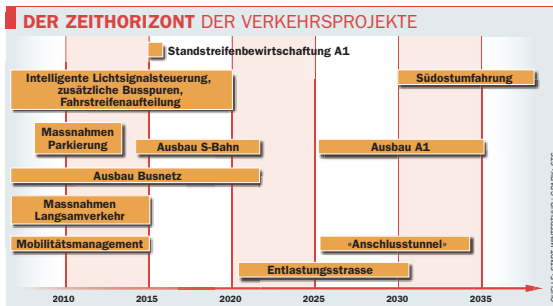 DER ZEITHORIZONT DER VERKEHRSPROJEKTE
Standstreifenbewirtschaftung A1
Intelligente Lichtsignalsteuerung,
zusätzliche Busspuren,
Fahrstreifenaufteilung
Südostumfahrung
Massnahmen
Parkierung
Ausbau S-Bahn
Ausbau A1
Ausbau Busnetz
Massnahmen
Langsamverkehr
Mobilitätsmanagement
«Anschlusstunnel»
Entlastungsstrasse
2010 2015 2020 2025 2030 2035